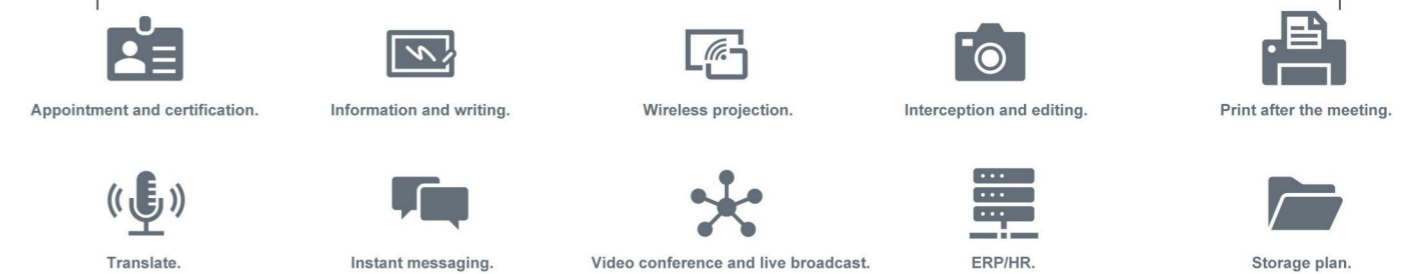 Appointment and certification.
Information and writing.
Wireless projection.
Interception and editing.
Print after the meeting.
Translate.
Instant messaging.
Video conference and live broadcast.
ERP/HR.
Storage plan.